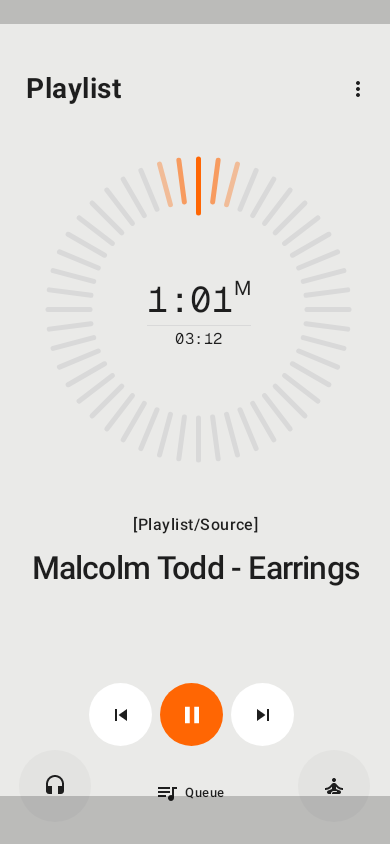 Playlist
1:01M
03:12
[Playlist/Source]
Malcolm Todd - Earrings
Queue